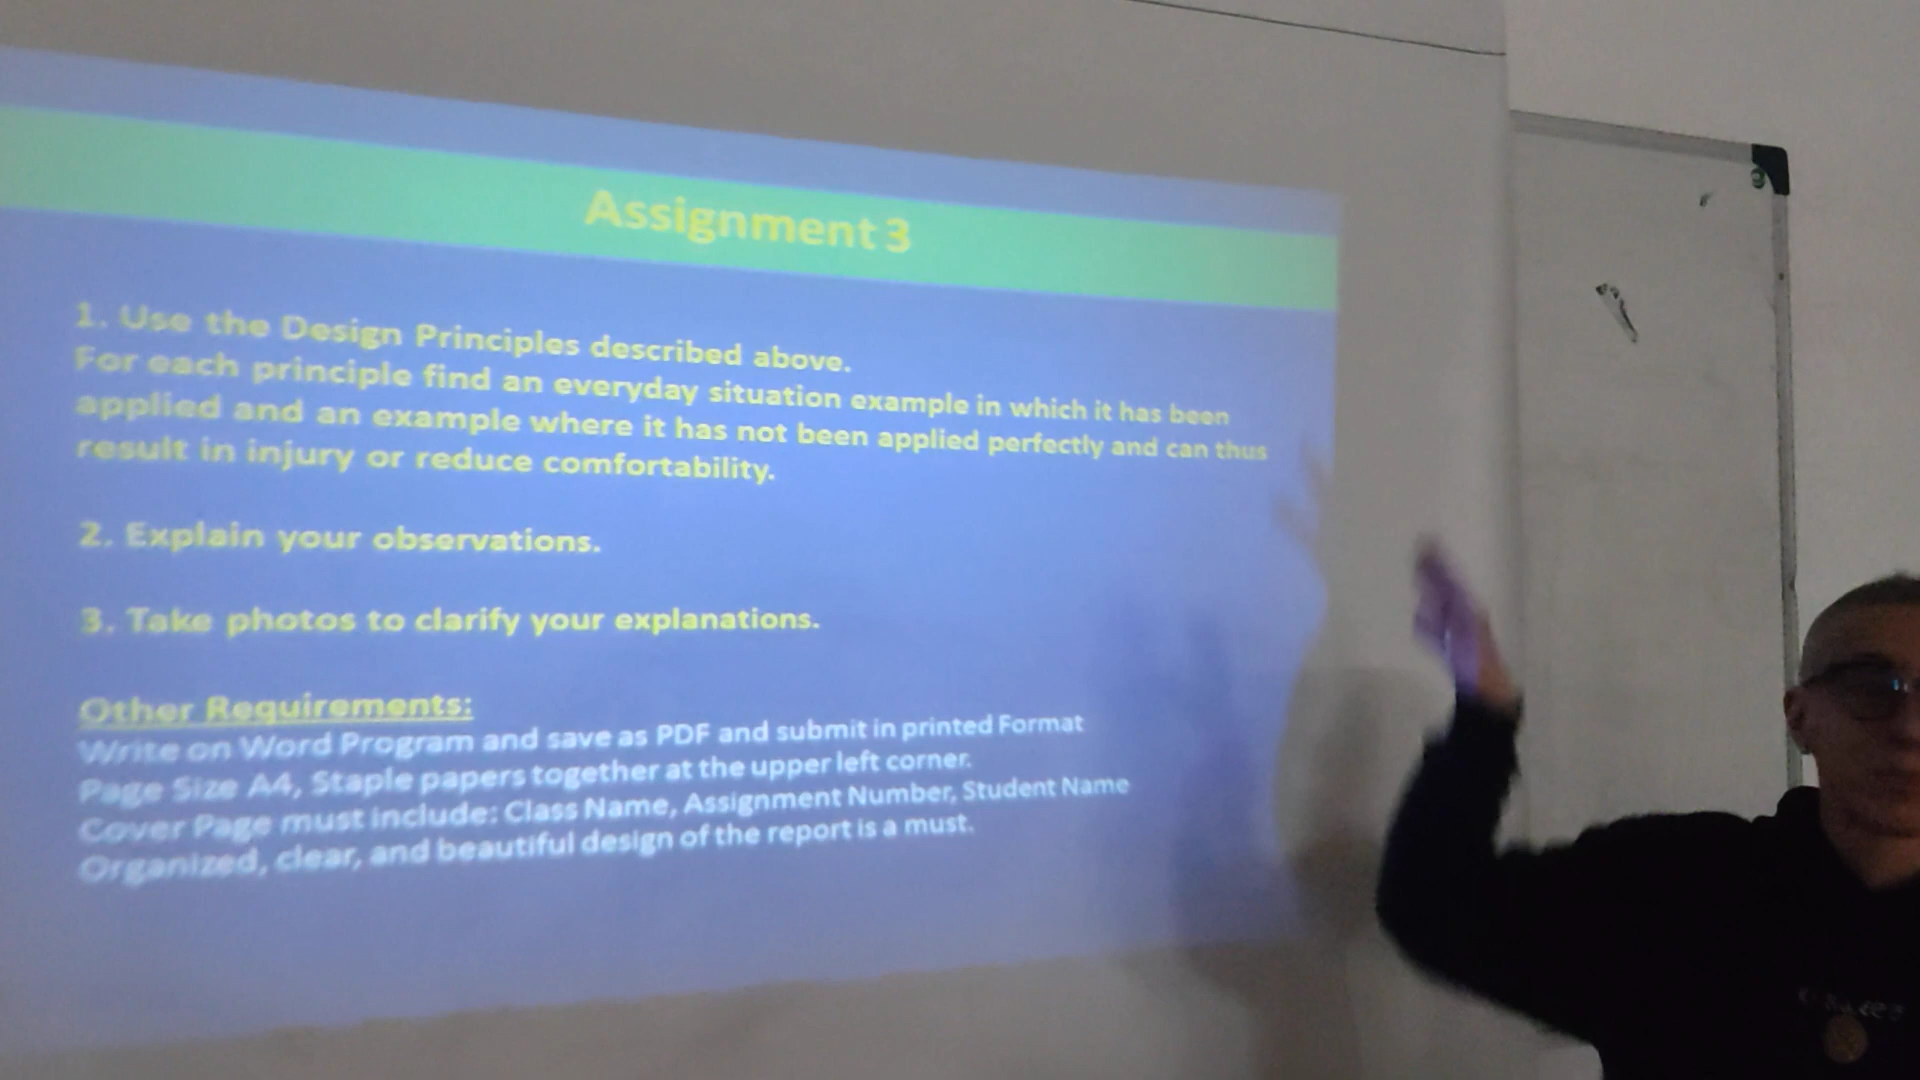 Assignment 3
1. Use the Design Principles described above.
For each principle find an everyday situation example in which it has been
applied and an example where it has not been applied perfectly and can thus
result in injury or reduce comfortability.
2. Explain your observations.
3. Take photos to clarify your explanations.
Other Requirements:
Write on Word Program and save as PDF and submit in printed Format
Page Size A4, Staple papers together at the upper left corner.
Cover Page must include: Class Name, Assignment Number, Student Name
Organized, clear, and beautiful design of the report is a must.